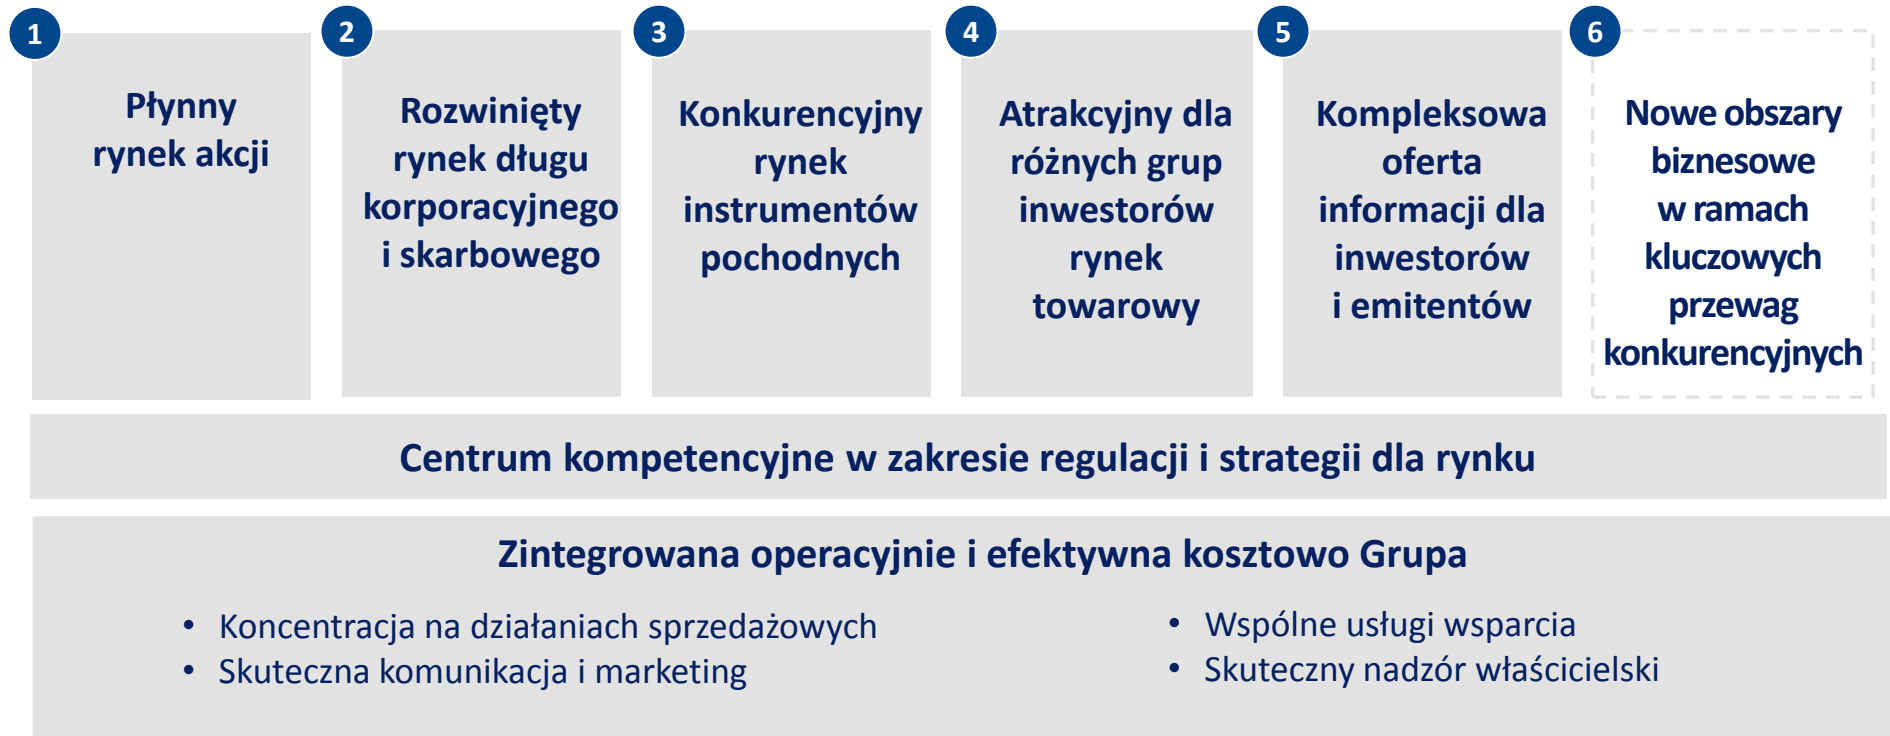 1
Płynny
rynek akcji
2
Rozwinięty
rynek długu
korporacyjnego
i skarbowego
3
Konkurencyjny
rynek
instrumentów
pochodnych
4
Atrakcyjny dla
różnych grup
inwestorów
rynek
towarowy
5
Kompleksowa
oferta
informacji dla
inwestorów
i emitentów
6
Nowe obszary
biznesowe
w ramach
kluczowych
przewag
konkurencyjnych
Centrum kompetencyjne w zakresie regulacji i strategii dla rynku
Zintegrowana operacyjnie i efektywna kosztowo Grupa
• Koncentracja na działaniach sprzedażowych
• Skuteczna komunikacja i marketing
• Wspólne usługi wsparcia
• Skuteczny nadzór właścicielski